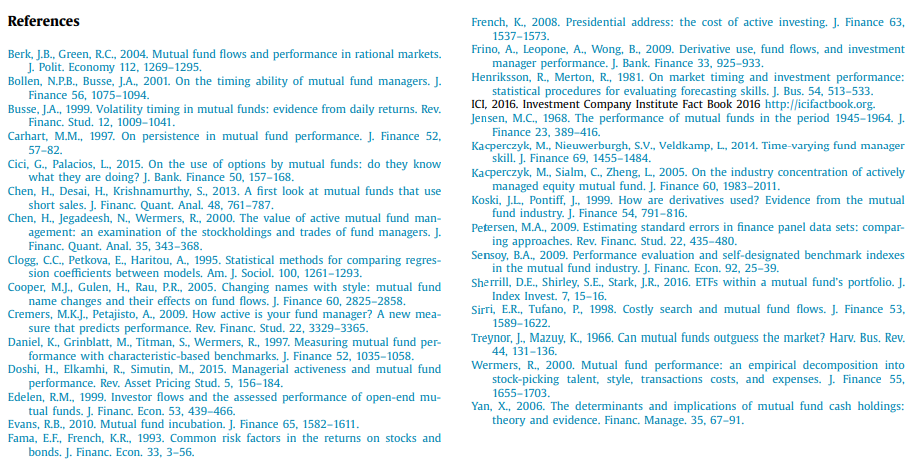 References
Berk, J.B., Green, R.C., 2004. Mutual fund flows and performance in rational markets.
J. Polit. Economy 112, 1269–1295.
Bollen, N.P.B., Busse, J.A., 2001. On the timing ability of mutual fund managers. J.
Finance 56, 1075–1094.
Busse, J.A., 1999. Volatility timing in mutual funds: evidence from daily returns. Rev.
Financ. Stud. 12, 1009–1041.
Carhart, M.M., 1997. On persistence in mutual fund performance. J. Finance 52,
57–82.
Cici, G., Palacios, L., 2015. On the use of options by mutual funds: do they know
what they are doing? J. Bank. Finance 50, 157–168.
Chen, H., Desai, H., Krishnamurthy, S., 2013. A first look at mutual funds that use
short sales. J. Financ. Quant. Anal. 48, 761–787.
Chen, H., Jegadeesh, N., Wermers, R., 2000. The value of active mutual fund man-
agement: an examination of the stockholdings and trades of fund managers. J.
Financ. Quant. Anal. 35, 343–368.
Clogg, C.C., Petkova, E., Haritou, A., 1995. Statistical methods for comparing regres-
sion coefficients between models. Am. J. Sociol. 100, 1261–1293.
Cooper, M.J., Gulen, H., Rau, P.R., 2005. Changing names with style: mutual fund
name changes and their effects on fund flows. J. Finance 60, 2825–2858.
Cremers, M.K.J., Petajisto, A., 2009. How active is your fund manager? A new mea-
sure that predicts performance. Rev. Financ. Stud. 22, 3329–3365.
Daniel, K., Grinblatt, M., Titman, S., Wermers, R., 1997. Measuring mutual fund per-
formance with characteristic-based benchmarks. J. Finance 52, 1035–1058.
Doshi, H., Elkamhi, R., Simutin, M., 2015. Managerial activeness and mutual fund
performance. Rev. Asset Pricing Stud. 5, 156–184.
Edelen, R.M., 1999. Investor flows and the assessed performance of open-end mu-
tual funds. J. Financ. Econ. 53, 439–466.
Evans, R.B., 2010. Mutual fund incubation. J. Finance 65, 1582–1611.
Fama, E.F., French, K.R., 1993. Common risk factors in the returns on stocks and
bonds. J. Financ. Econ. 33, 3–56.
French, K., 2008. Presidential address: the cost of active investing. J. Finance 63,
1537–1573.
Frino, A., Leopone, A., Wong, B., 2009. Derivative use, fund flows, and investment
manager performance. J. Bank. Finance 33, 925–933.
Henriksson, R., Merton, R., 1981. On market timing and investment performance:
statistical procedures for evaluating forecasting skills. J. Bus. 54, 513–533.
ICI, 2016. Investment Company Institute Fact Book 2016 http://icifactbook.org.
Jensen, M.C., 1968. The performance of mutual funds in the period 1945–1964. J.
Finance 23, 389–416.
Kacperczyk, M., Nieuwerburgh, S.V., Veldkamp, L., 2014. Time-varying fund manager
skill. J. Finance 69, 1455–1484.
Kacperczyk, M., Sialm, C., Zheng, L., 2005. On the industry concentration of actively
managed equity mutual fund. J. Finance 60, 1983–2011.
Koski, J.L., Pontiff, J., 1999. How are derivatives used? Evidence from the mutual
fund industry. J. Finance 54, 791–816.
Petersen, M.A., 2009. Estimating standard errors in finance panel data sets: compar-
ing approaches. Rev. Financ. Stud. 22, 435–480.
Sensoy, B.A., 2009. Performance evaluation and self-designated benchmark indexes
in the mutual fund industry. J. Financ. Econ. 92, 25–39.
Sherrill, D.E., Shirley, S.E., Stark, J.R., 2016. ETFs within a mutual fund's portfolio. J.
Index Invest. 7, 15–16.
Sirri, E.R., Tufano, P., 1998. Costly search and mutual fund flows. J. Finance 53,
1589–1622.
Treynor, J., Mazuy, K., 1966. Can mutual funds outguess the market? Harv. Bus. Rev.
44, 131–136.
Wermers, R., 2000. Mutual fund performance: an empirical decomposition into
stock-picking talent, style, transactions costs, and expenses. J. Finance 55,
1655–1703.
Yan, X., 2006. The determinants and implications of mutual fund cash holdings:
theory and evidence. Financ. Manage. 35, 67–91.